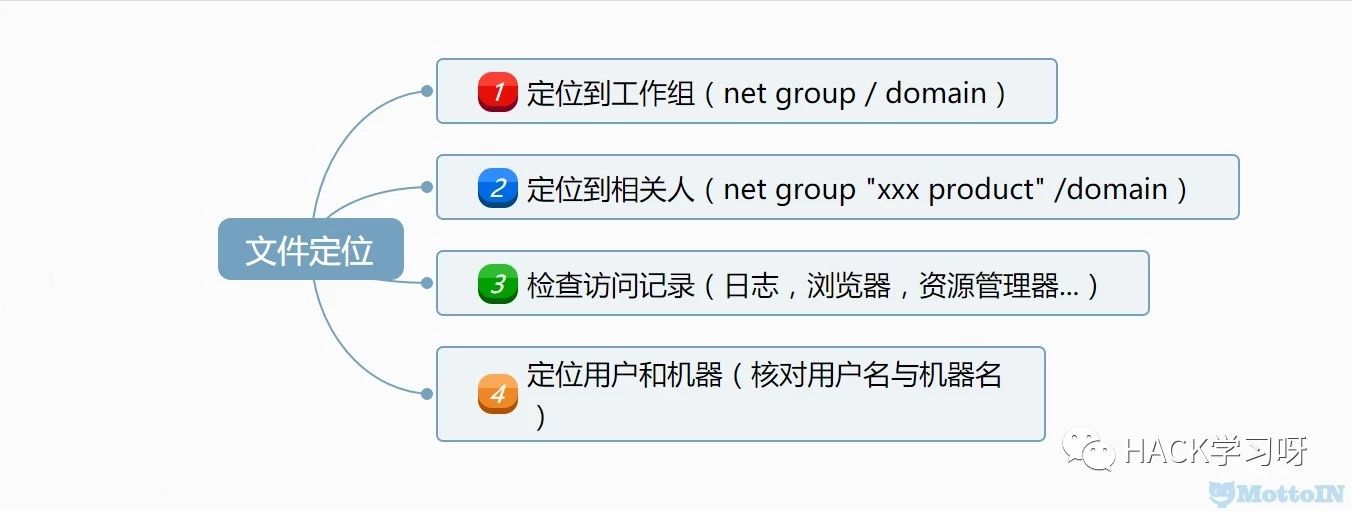 文件定位
1 定位到工作组（net group / domain）
2 定位到相关人（net group "xxx product" /domain）
3 检查访问记录（日志，浏览器，资源管理器...）
4 定位用户和机器（核对用户名与机器名
）
HACK学习呀
MottoIN